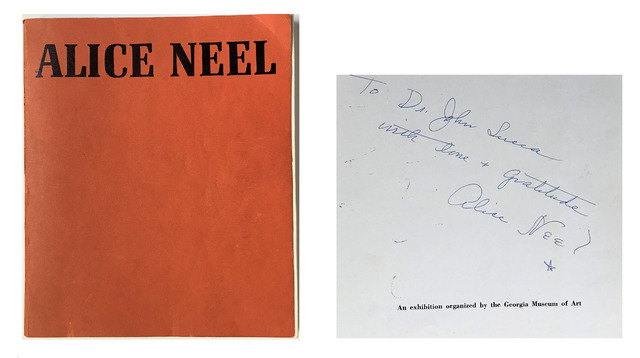 ALICE NEEL
To Dr. John Succa
with love + gratitude
Alice Neel
An exhibition organized by the Georgia Museum of Art